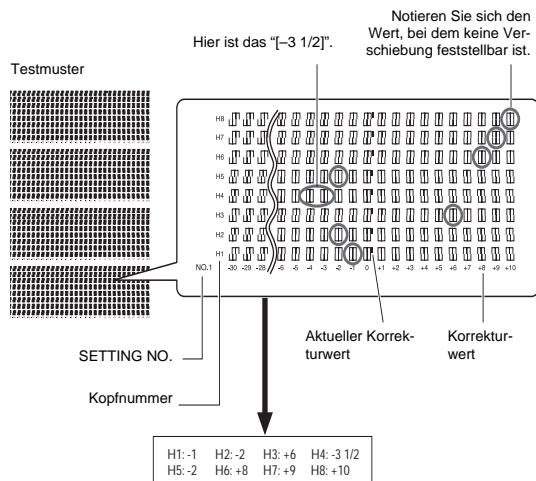 Notieren Sie sich den
Wert, bei dem keine Ver-
schiebung feststellbar ist.
Hier ist das “[–3 1/2]”.
Testmuster
H8
H7
H6
H5
H4
H3
H2
H1
NO.1 -30 -29 -28 -6 -5 -4 -3 -2 -1 0 +1 +2 +3 +4 +5 +6 +7 +8 +9 +10
Aktueller Korrek-
turwert
Korrektur-
wert
SETTING NO.
Kopfnummer
H1: -1 H2: -2 H3: +6 H4: -3 1/2
H5: -2 H6: +8 H7: +9 H8: +10